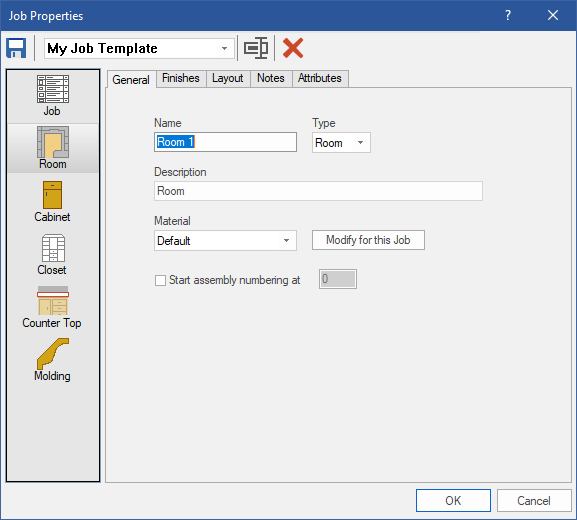 Job Properties
?
My Job Template
Job
Room
Cabinet
Closet
Counter Top
Molding
General Finishes Layout Notes Attributes
Name Type
Room 1 Room
Description
Room
Material
Default Modify for this Job
Start assembly numbering at 0
OK Cancel